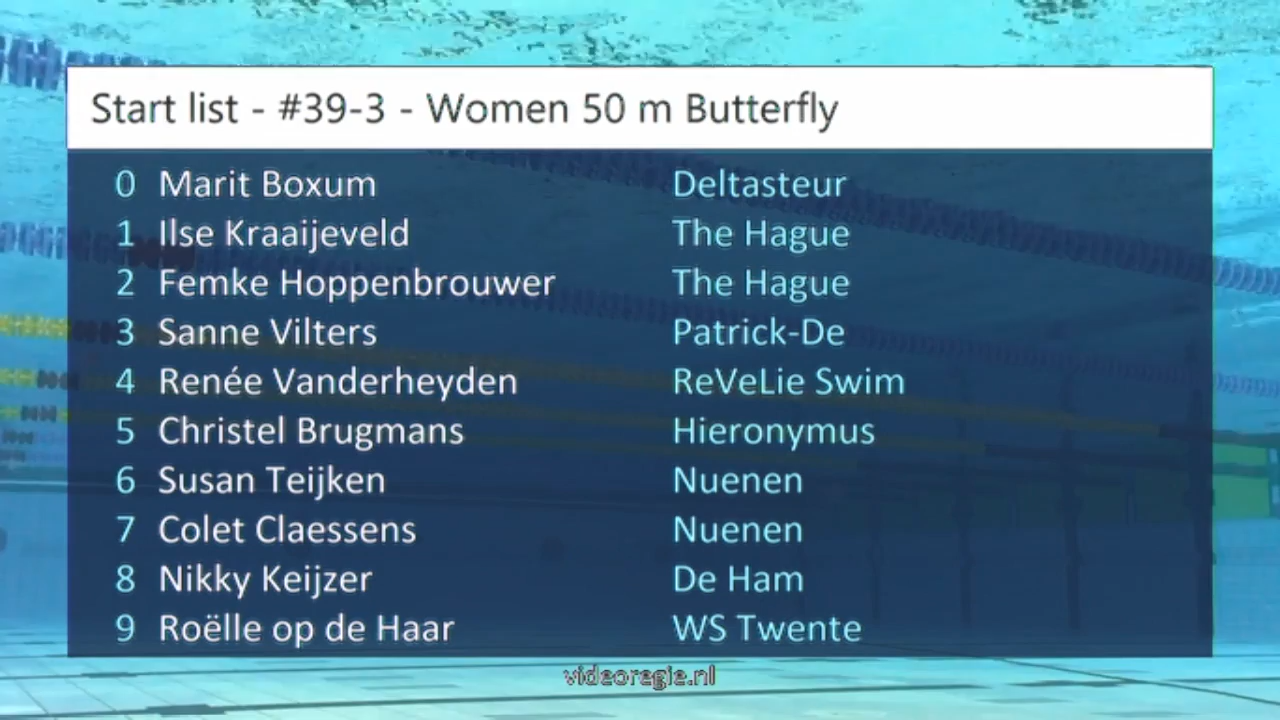 Start list - #39-3 - Women 50 m Butterfly
0 Marit Boxum Deltasteur
1 Ilse Kraaijeveld The Hague
2 Femke Hoppenbrouwer The Hague
3 Sanne Vilters Patrick-De
4 Renée Vanderheyden ReVeLie Swim
5 Christel Brugmans Hieronymus
6 Susan Teijken Nuenen
7 Colet Claessens Nuenen
8 Nikky Keijzer De Ham
9 Roëlle op de Haar WS Twente
videoregie.nl